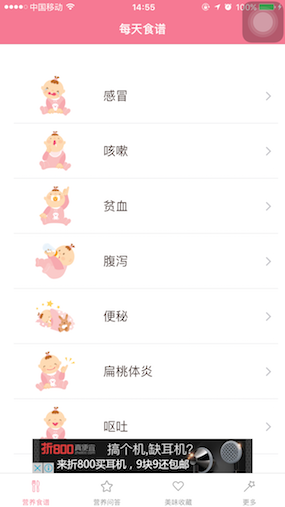 中国移动 14:55 100%
每天食谱
感冒
咳嗽
贫血
腹泻
便秘
扁桃体炎
呕吐
折800 搞个机,缺耳机?
来折800买耳机，9块9还包邮!
营养食谱 营养问答 美味收藏 更多